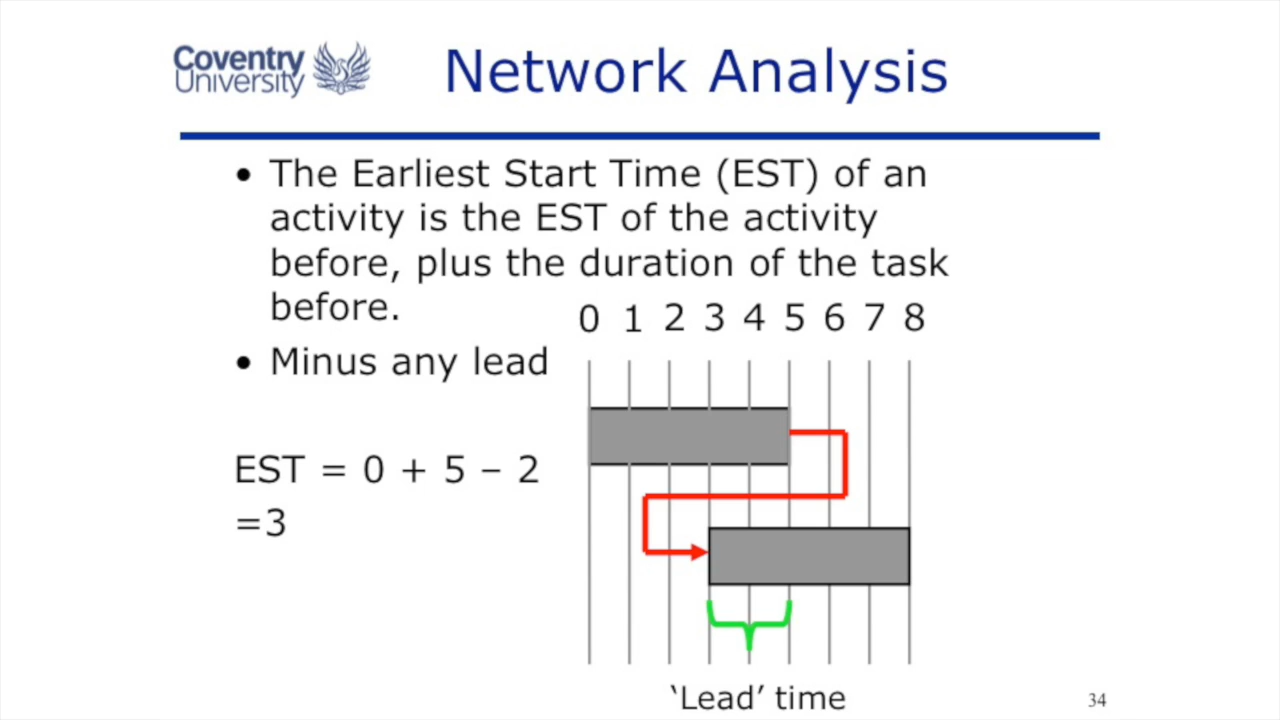 Coventry
University
Network Analysis
• The Earliest Start Time (EST) of an
activity is the EST of the activity
before, plus the duration of the task
before.
0 1 2 3 4 5 6 7 8
• Minus any lead
EST = 0 + 5 – 2
=3
‘Lead’ time
34